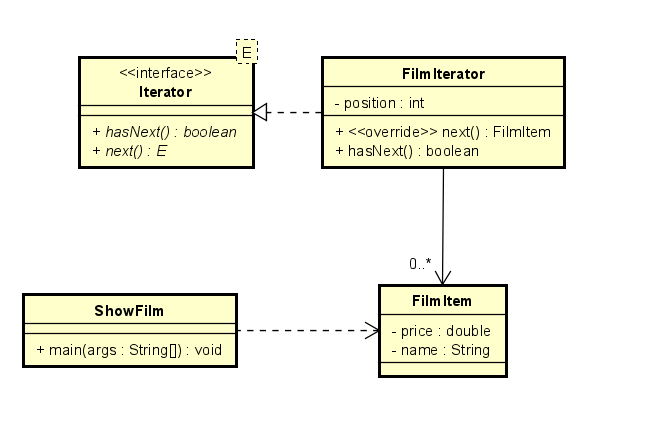 E
<<interface>>
Iterator
+ hasNext() : boolean
+ next() : E
FilmIterator
- position : int
+ <<override>> next() : FilmItem
+ hasNext() : boolean
0..*
FilmItem
- price : double
- name : String
ShowFilm
+ main(args : String[]) : void